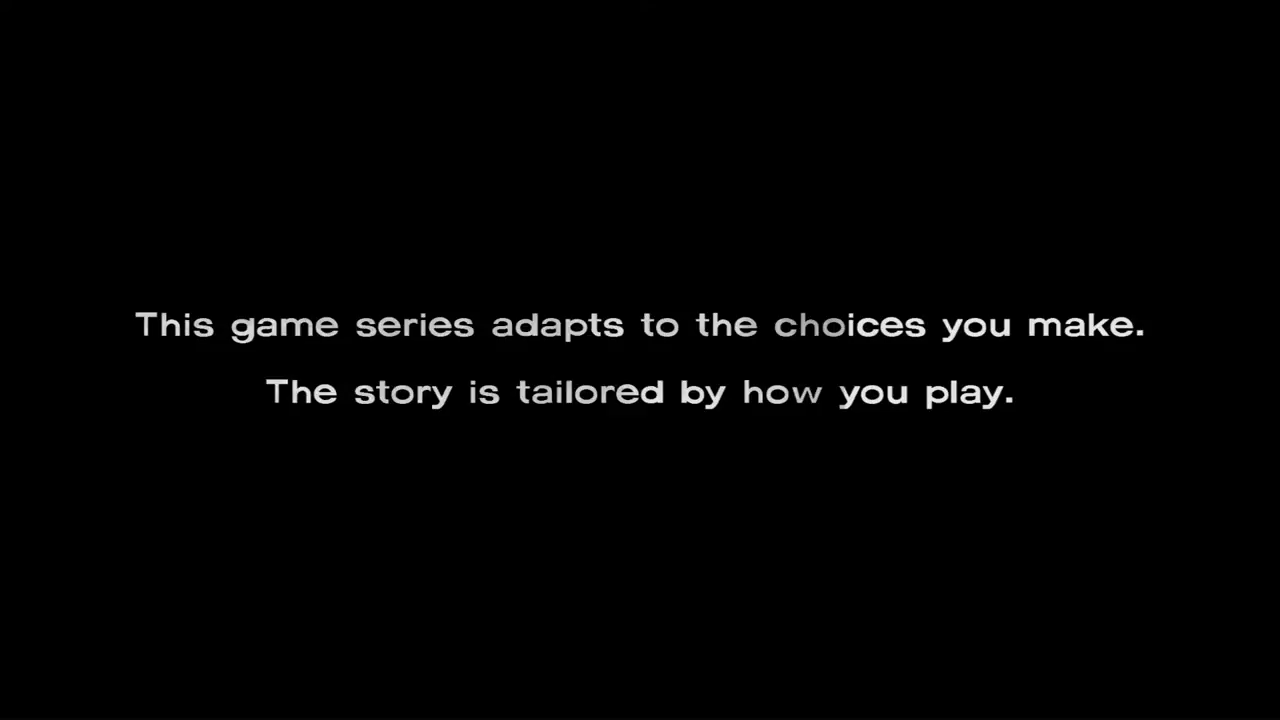 This game series adapts to the choices you make.
The story is tailored by how you play.